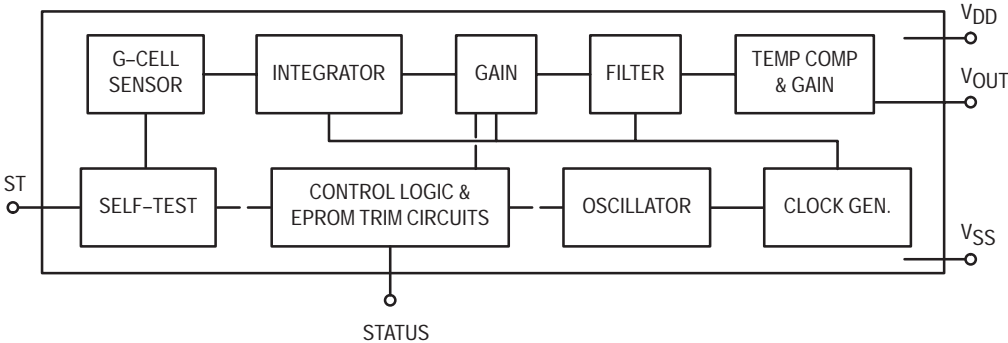 VDD
G–CELL
SENSOR
INTEGRATOR
GAIN
FILTER
TEMP COMP
& GAIN
VOUT
ST
SELF–TEST
CONTROL LOGIC &
EPROM TRIM CIRCUITS
OSCILLATOR
CLOCK GEN.
VSS
STATUS